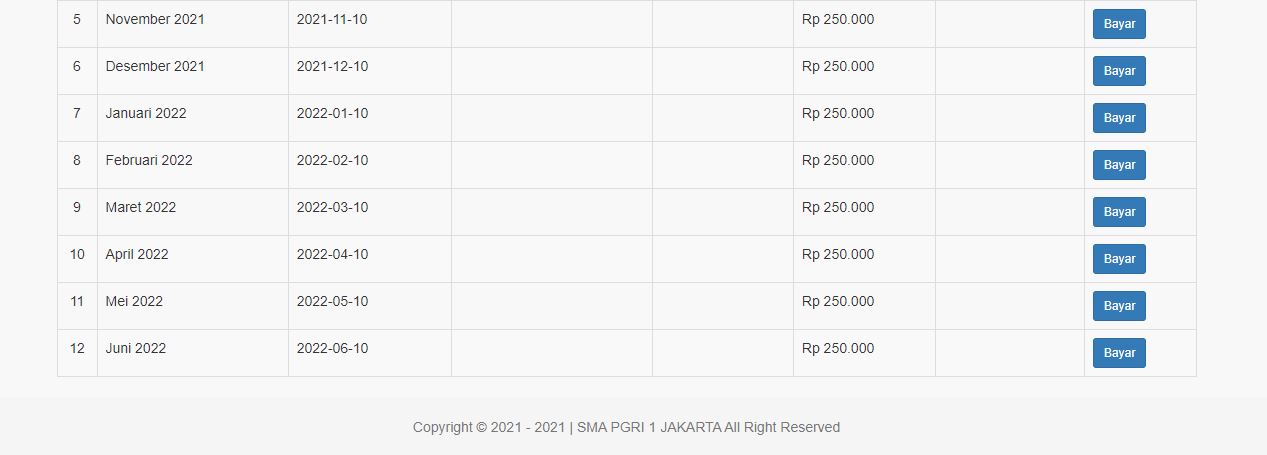 5 November 2021 2021-11-10 Rp 250.000 Bayar
6 Desember 2021 2021-12-10 Rp 250.000 Bayar
7 Januari 2022 2022-01-10 Rp 250.000 Bayar
8 Februari 2022 2022-02-10 Rp 250.000 Bayar
9 Maret 2022 2022-03-10 Rp 250.000 Bayar
10 April 2022 2022-04-10 Rp 250.000 Bayar
11 Mei 2022 2022-05-10 Rp 250.000 Bayar
12 Juni 2022 2022-06-10 Rp 250.000 Bayar
Copyright © 2021 - 2021 | SMA PGRI 1 JAKARTA All Right Reserved